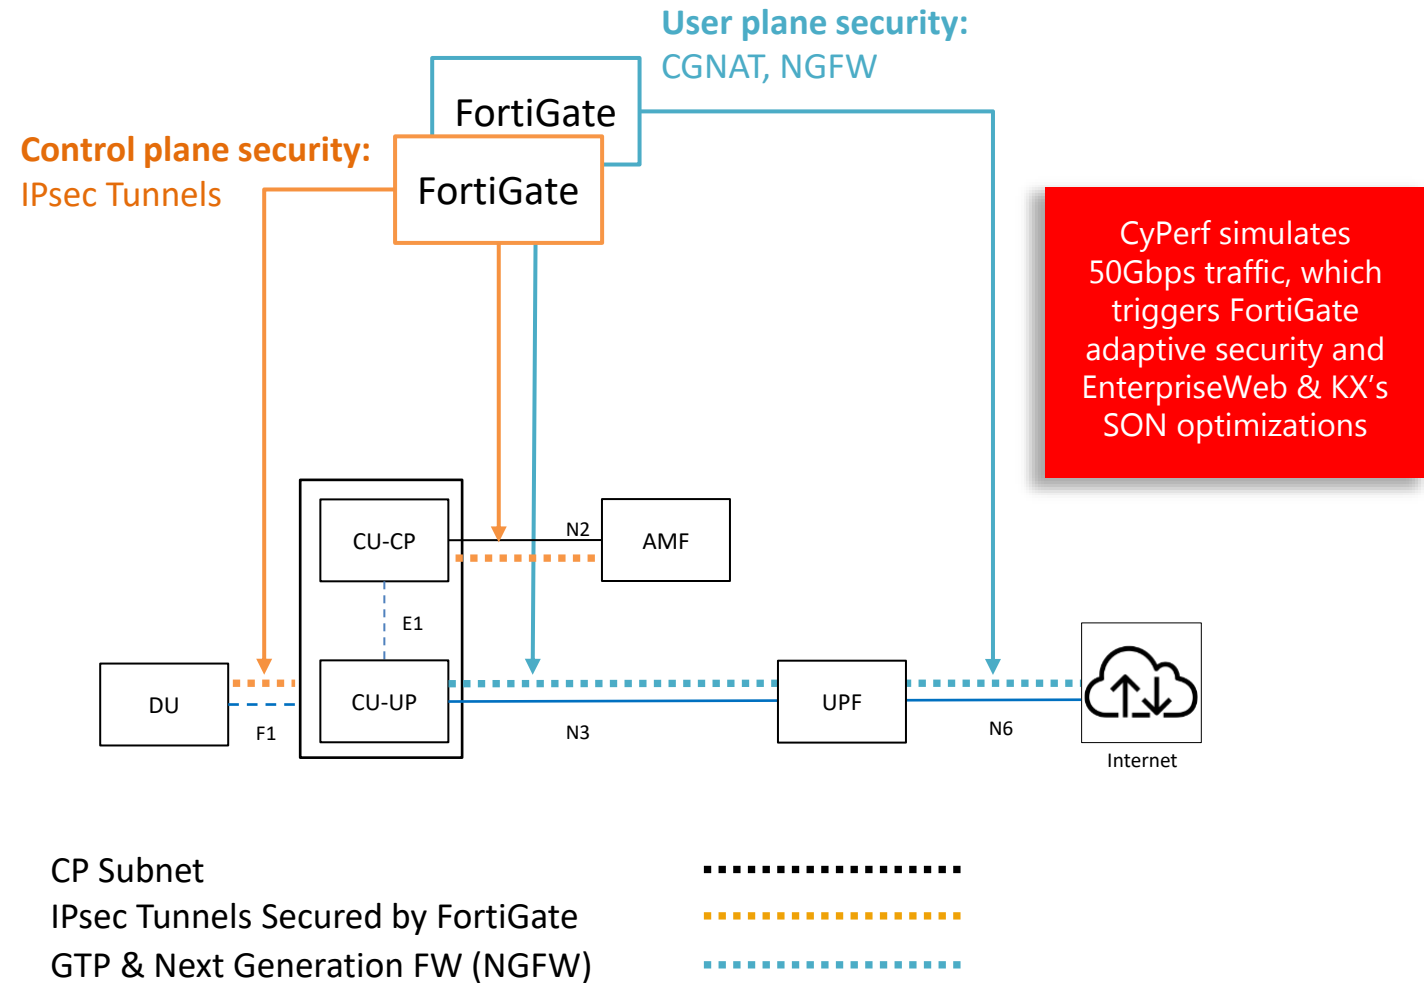 User plane security:
CGNAT, NGFW
FortiGate
Control plane security:
IPsec Tunnels
FortiGate
CyPerf simulates
50Gbps traffic, which
triggers FortiGate
adaptive security and
EnterpriseWeb & KX’s
SON optimizations
CU-CP
N2
AMF
E1
DU
F1
CU-UP
N3
UPF
N6
Internet
CP Subnet
IPsec Tunnels Secured by FortiGate
GTP & Next Generation FW (NGFW)